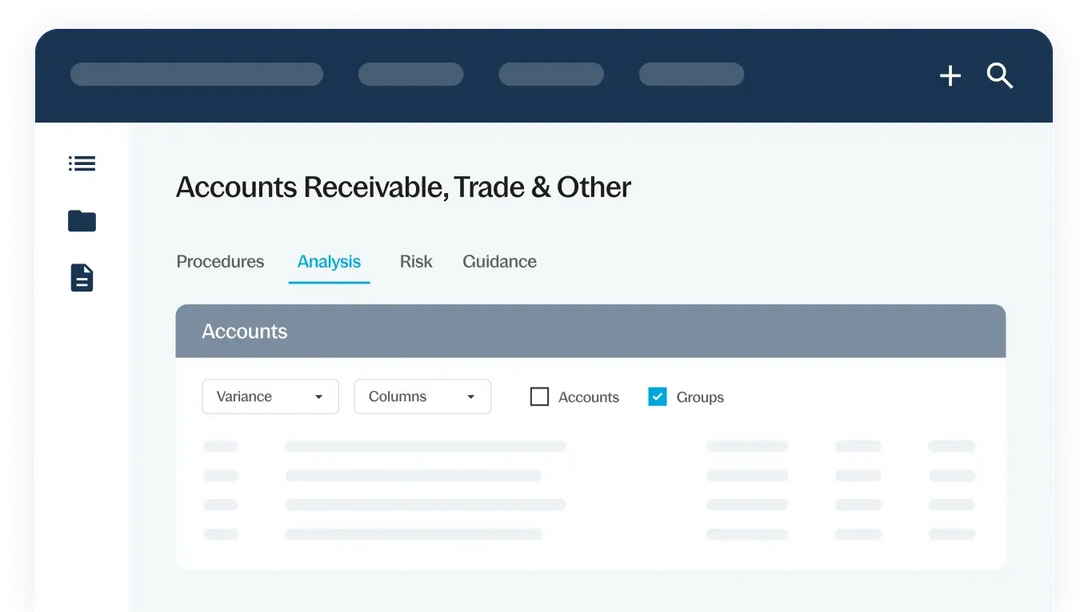 Accounts Receivable, Trade & Other
Procedures Analysis Risk Guidance
Accounts
Variance Columns Accounts Groups